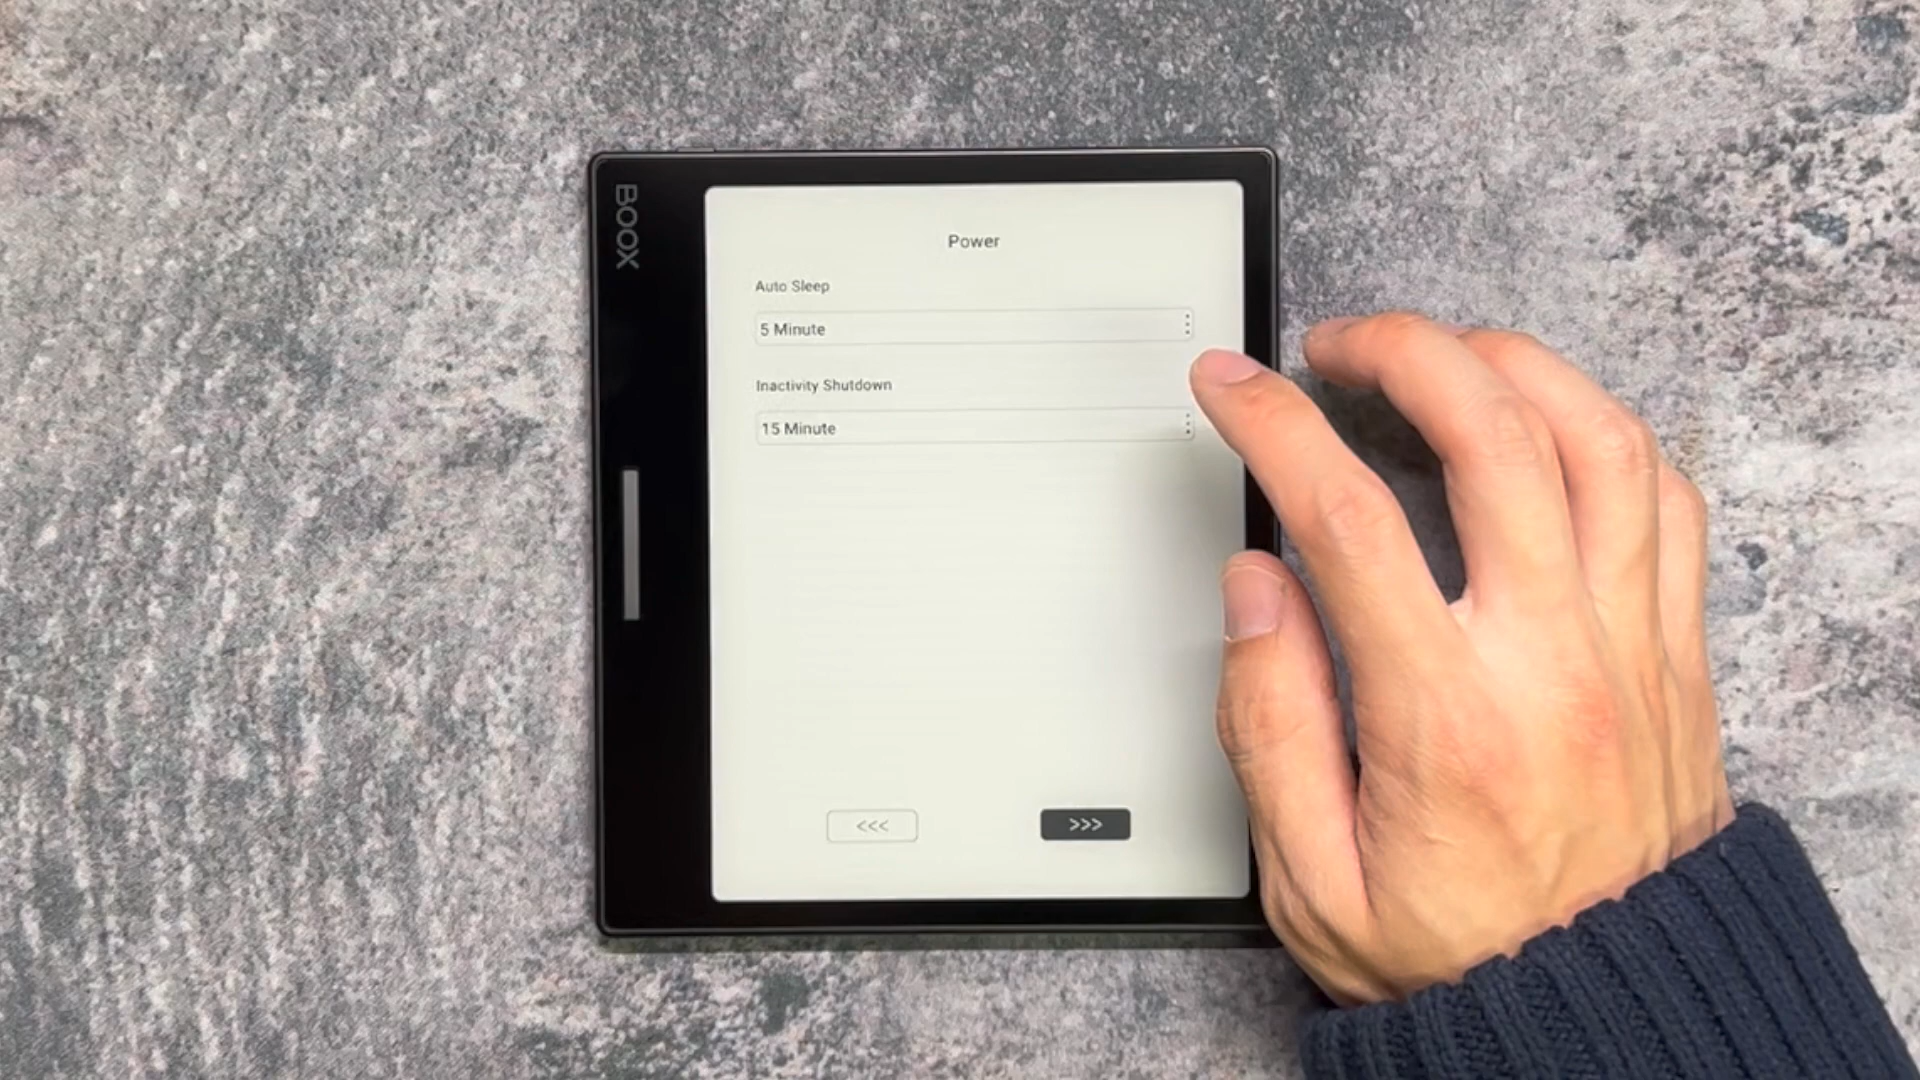 BOOX
Power
Auto Sleep
5 Minute
Inactivity Shutdown
15 Minute
<<<
>>>